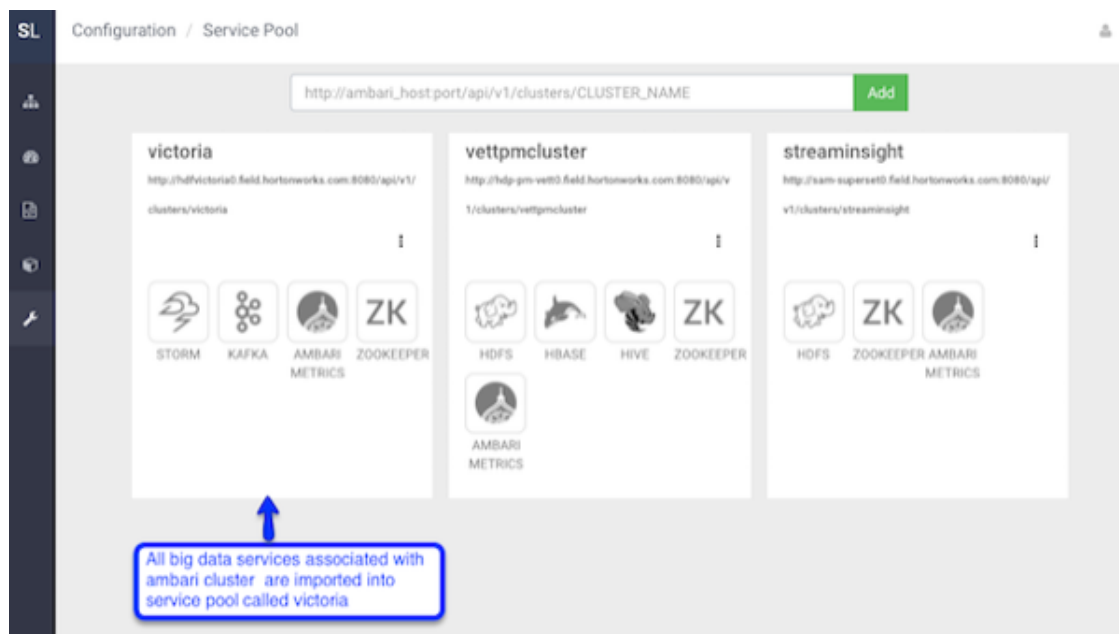 SL
Configuration / Service Pool
http://ambari_host:port/api/v1/clusters/CLUSTER_NAME
Add
victoria
http://hdfvictoria0.field.hortonworks.com:8080/api/v1/
clusters/victoria
STORM
KAFKA
AMBARI
METRICS
ZK
ZOOKEEPER
vettpmcluster
http://hdp-pm-vett0.field.hortonworks.com:8080/api/v
1/clusters/vettpmcluster
HDFS
HBASE
HIVE
ZK
ZOOKEEPER
AMBARI
METRICS
streaminsight
http://sam-superset0.field.hortonworks.com:8080/api/
v1/clusters/streaminsight
HDFS
ZK
ZOOKEEPER
AMBARI
METRICS
All big data services associated with
ambari cluster are imported into
service pool called victoria